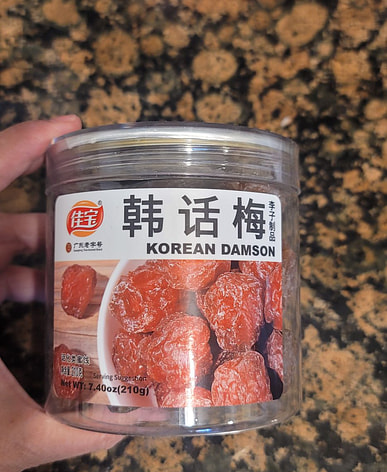 佳宝
广州老字号
韩话梅
李子制品
KOREAN DAMSON
Serving Suggestion
Net WT: 7.40oz(210g)